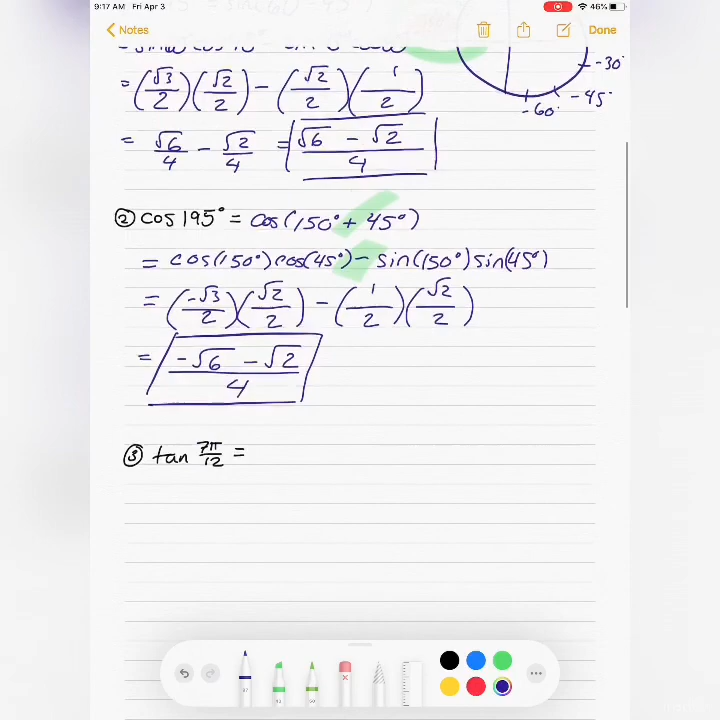 9:17 AM Fri Apr 3
46%
Notes
Done
= (√3/2)(√2/2) − (√2/2)(1/2)
-30°
-45°
-60°
= √6/4 − √2/4 = (√6 − √2)/4
② cos 195° = cos(150° + 45°)
= cos(150°)cos(45°) − sin(150°)sin(45°)
= (-√3/2)(√2/2) − (1/2)(√2/2)
= (-√6 − √2)/4
③ tan 7π/12 =